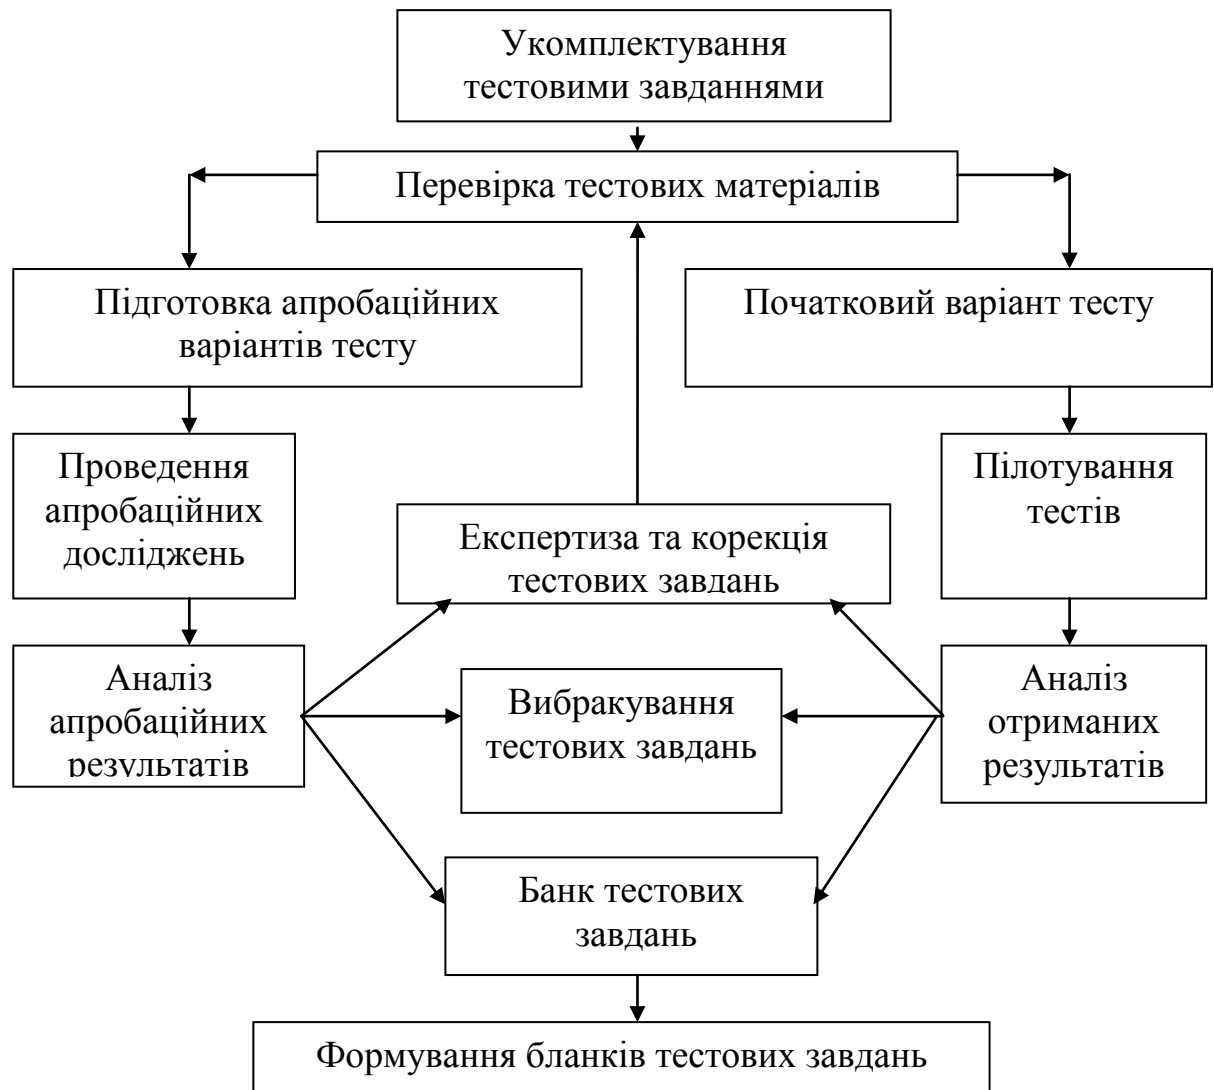 Укомплектування
тестовими завданнями
Перевірка тестових матеріалів
Підготовка апробаційних
варіантів тесту
Початковий варіант тесту
Проведення
апробаційних
досліджень
Пілотування
тестів
Експертиза та корекція
тестових завдань
Аналіз
апробаційних
результатів
Вибракування
тестових завдань
Аналіз
отриманих
результатів
Банк тестових
завдань
Формування бланків тестових завдань